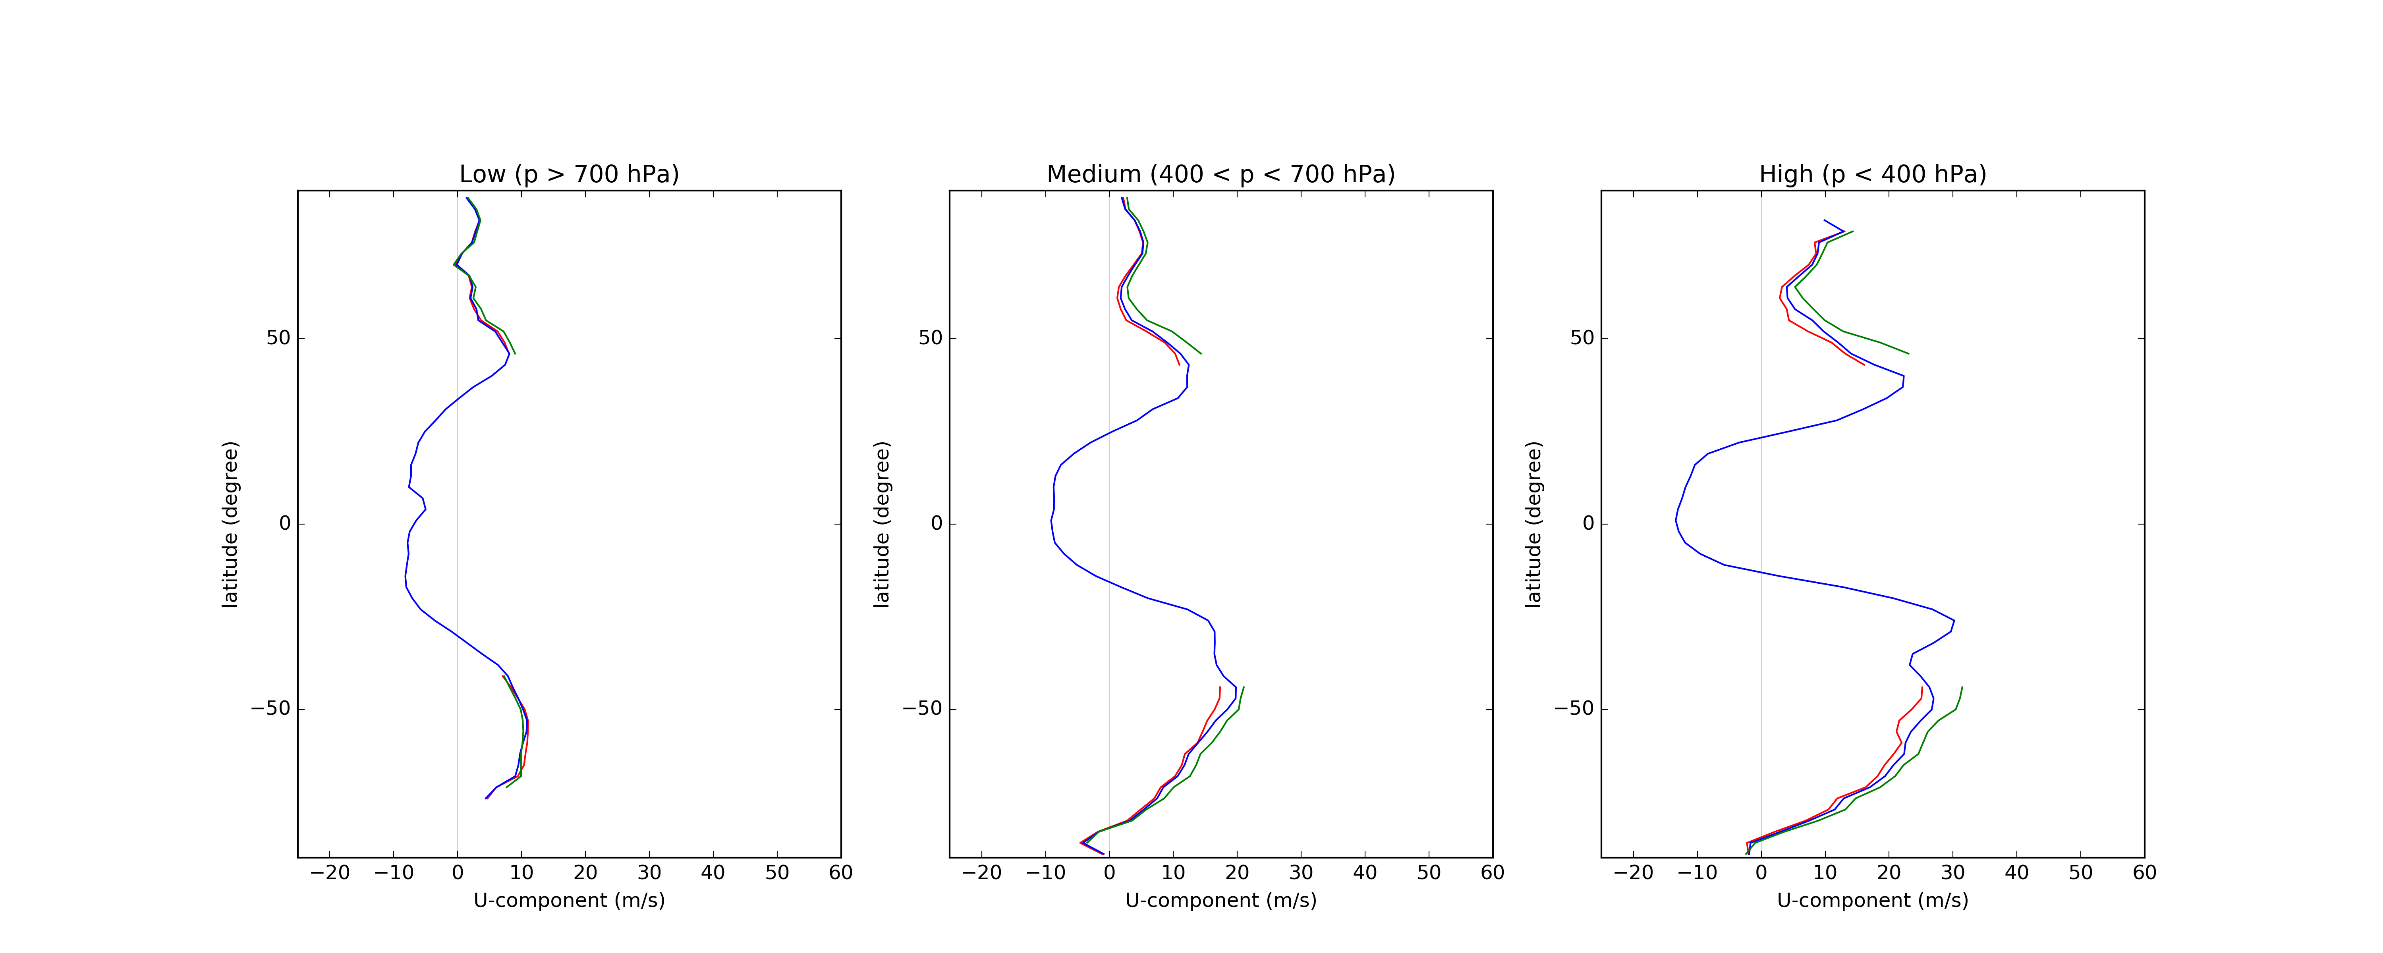 Low (p > 700 hPa)
50
0
−50
latitude (degree)
−20 −10 0 10 20 30 40 50 60
U-component (m/s)
Medium (400 < p < 700 hPa)
50
0
−50
latitude (degree)
−20 −10 0 10 20 30 40 50 60
U-component (m/s)
High (p < 400 hPa)
50
0
−50
latitude (degree)
−20 −10 0 10 20 30 40 50 60
U-component (m/s)